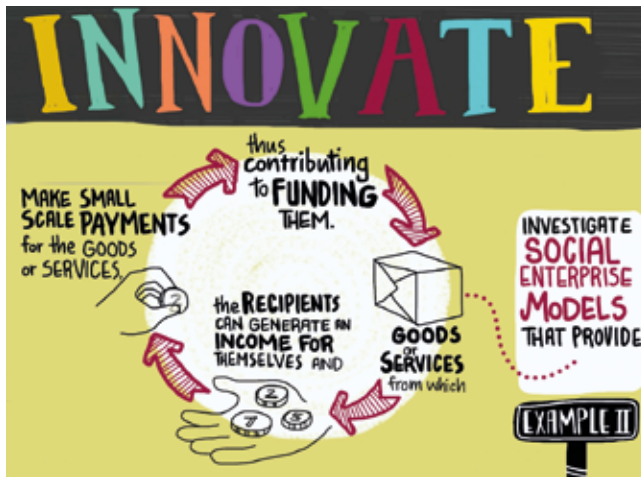 INNOVATE
INVESTIGATE
SOCIAL
ENTERPRISE
MODELS
THAT PROVIDE
GOODS
or
SERVICES
from which
the RECIPIENTS
CAN GENERATE AN
INCOME FOR
THEMSELVES AND
MAKE SMALL
SCALE PAYMENTS
for the GOODS
or SERVICES,
thus
contributing
to FUNDING
THEM.
2
2
1
5
EXAMPLE II